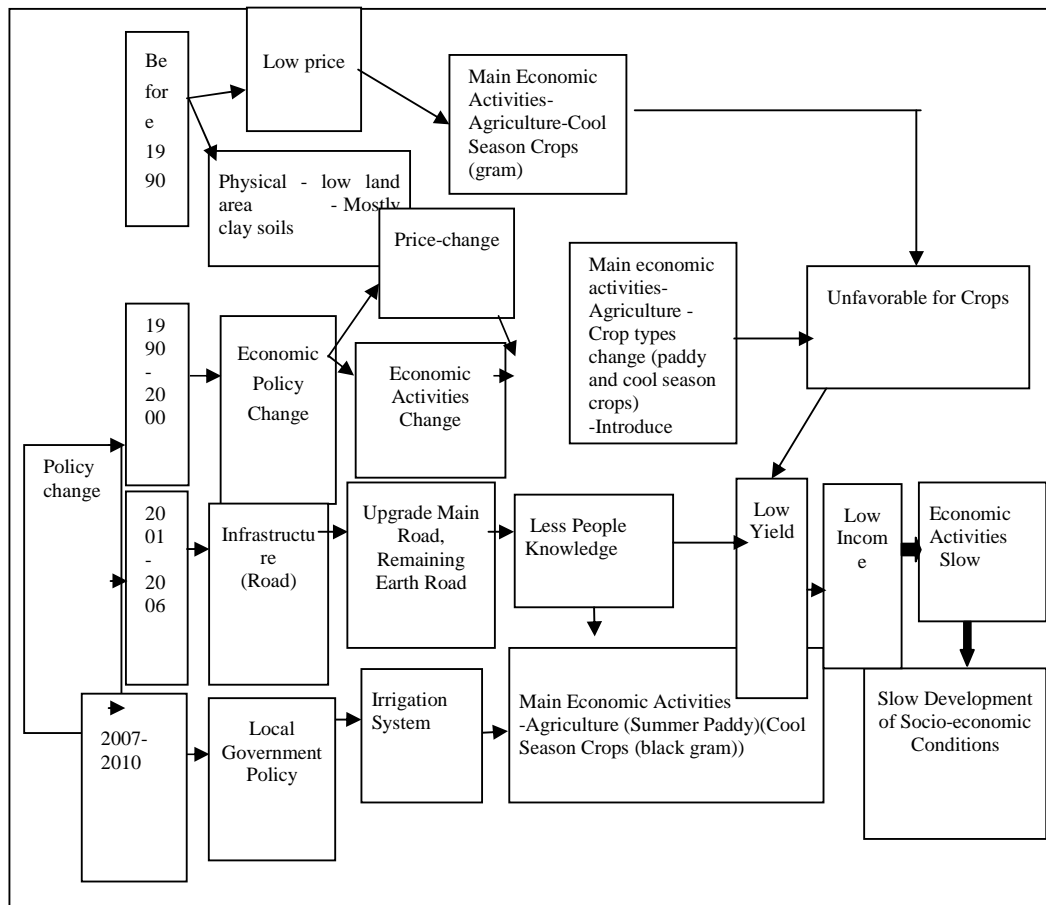 Be
for
e
19
90
Low price
Main Economic
Activities-
Agriculture-Cool
Season Crops
(gram)
Physical - low land
area - Mostly
clay soils
Price-change
Main economic
activities-
Agriculture -
Crop types
change (paddy
and cool season
crops)
-Introduce
Unfavorable for Crops
19
90
-
20
00
Economic
Policy
Change
Economic
Activities
Change
Policy
change
20
01
-
20
06
Infrastructu
re
(Road)
Upgrade Main
Road,
Remaining
Earth Road
Less People
Knowledge
Low
Yield
Low
Incom
e
Economic
Activities
Slow
2007-
2010
Local
Government
Policy
Irrigation
System
Main Economic Activities
-Agriculture (Summer Paddy)(Cool
Season Crops (black gram))
Slow Development
of Socio-economic
Conditions